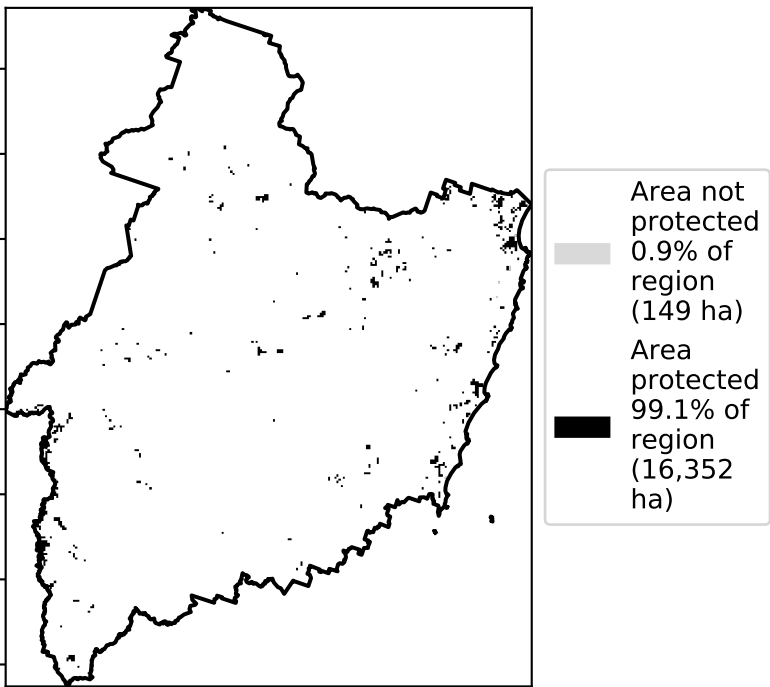 Area not
protected
0.9% of
region
(149 ha)
Area
protected
99.1% of
region
(16,352
ha)